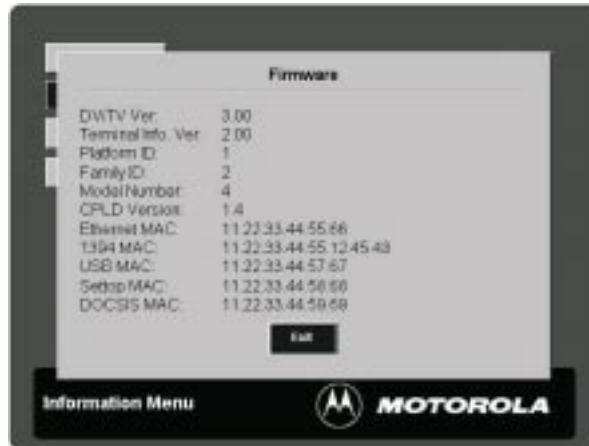 Firmware
DWTV Ver: 3.00
Terminal Info. Ver 2.00
Platform ID: 1
Family ID: 2
Model Number: 4
CPLD Version: 1.4
Ethernet MAC: 11.22.33.44.55.66
1394 MAC: 11.22.33.44.55.12.45.43
USB MAC: 11.22.33.44.57.67
Settop MAC: 11.22.33.44.58.68
DOCSIS MAC: 11.22.33.44.59.69
Exit
Information Menu
MOTOROLA